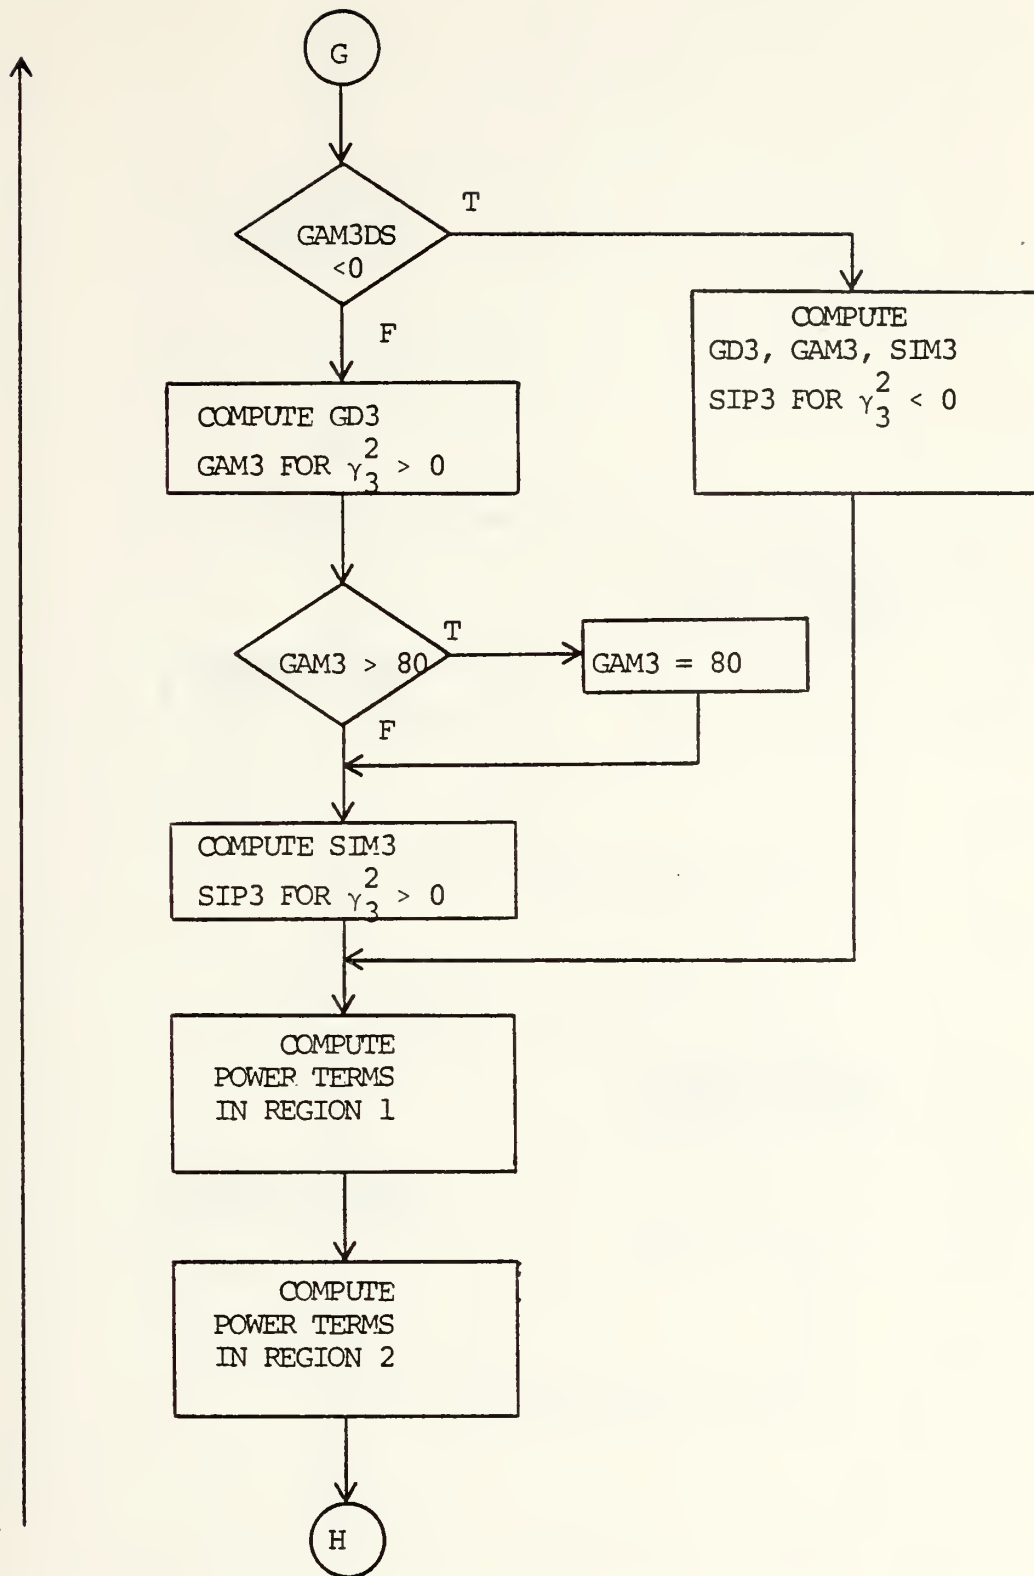 G
GAM3DS
<0
T
F
COMPUTE
GD3, GAM3, SIM3
SIP3 FOR γ₃² < 0
COMPUTE GD3
GAM3 FOR γ₃² > 0
GAM3 > 80
T
GAM3 = 80
F
COMPUTE SIM3
SIP3 FOR γ₃² > 0
COMPUTE
POWER TERMS
IN REGION 1
COMPUTE
POWER TERMS
IN REGION 2
H